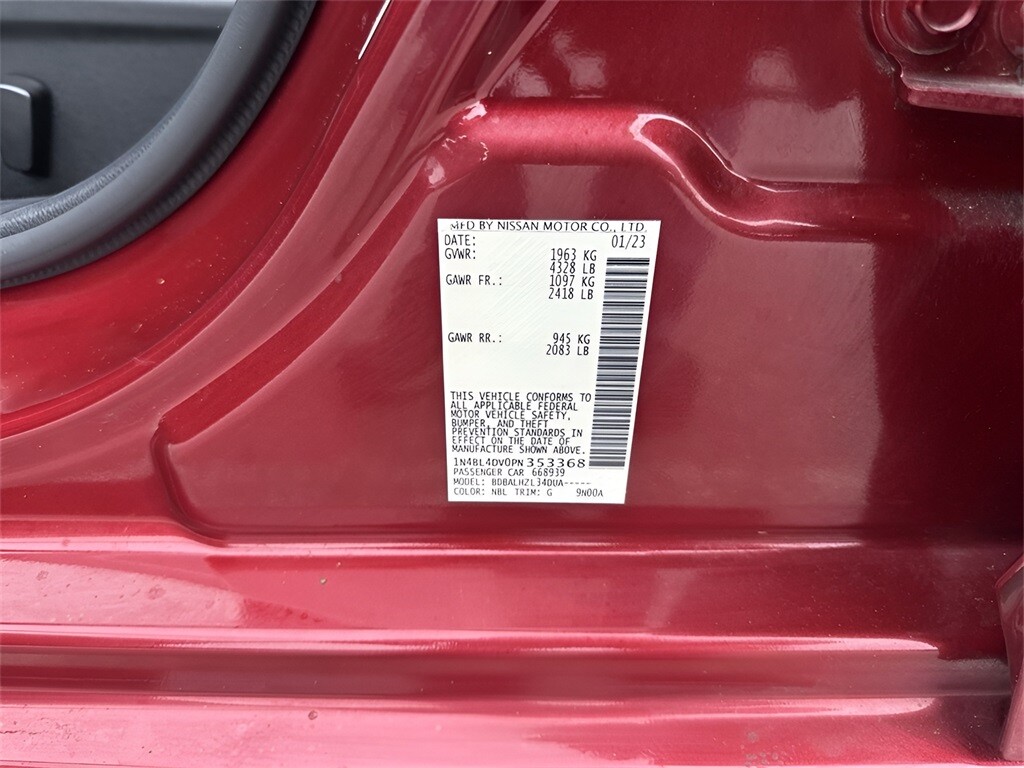 MFD BY NISSAN MOTOR CO., LTD.
DATE: 01/23
GVWR: 1963 KG
4328 LB
GAWR FR.: 1097 KG
2418 LB
GAWR RR.: 945 KG
2083 LB
THIS VEHICLE CONFORMS TO
ALL APPLICABLE FEDERAL
MOTOR VEHICLE SAFETY,
BUMPER, AND THEFT
PREVENTION STANDARDS IN
EFFECT ON THE DATE OF
MANUFACTURE SHOWN ABOVE.
1N4BL4DV0PN353368
PASSENGER CAR 668939
MODEL: BDBALHZL34DUA-----
COLOR: NBL TRIM: G 9N00A